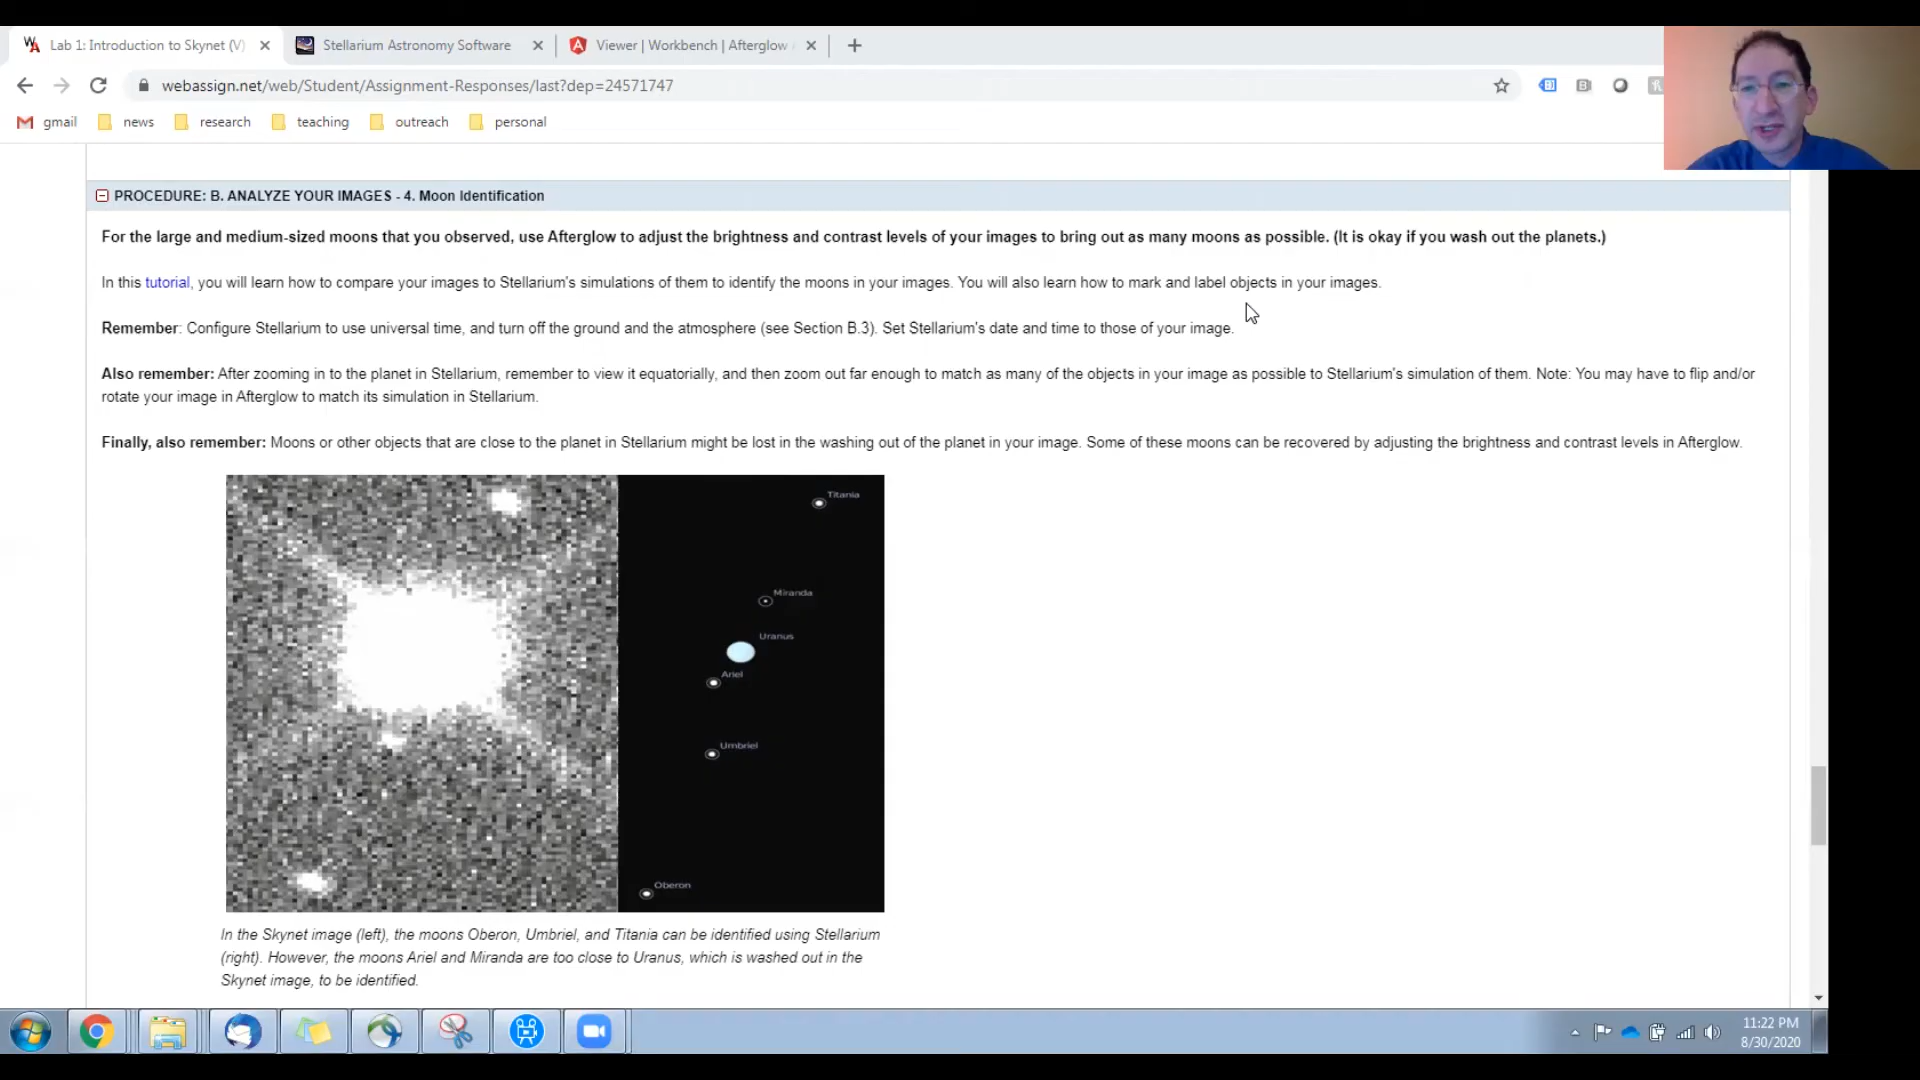 Lab 1: Introduction to Skynet (V)
Stellarium Astronomy Software
Viewer | Workbench | Afterglow
webassign.net/web/Student/Assignment-Responses/last?dep=24571747
gmail
news
research
teaching
outreach
personal
PROCEDURE: B. ANALYZE YOUR IMAGES - 4. Moon Identification
For the large and medium-sized moons that you observed, use Afterglow to adjust the brightness and contrast levels of your images to bring out as many moons as possible. (It is okay if you wash out the planets.)
In this tutorial, you will learn how to compare your images to Stellarium's simulations of them to identify the moons in your images. You will also learn how to mark and label objects in your images.
Remember: Configure Stellarium to use universal time, and turn off the ground and the atmosphere (see Section B.3). Set Stellarium's date and time to those of your image.
Also remember: After zooming in to the planet in Stellarium, remember to view it equatorially, and then zoom out far enough to match as many of the objects in your image as possible to Stellarium's simulation of them. Note: You may have to flip and/or
rotate your image in Afterglow to match its simulation in Stellarium.
Finally, also remember: Moons or other objects that are close to the planet in Stellarium might be lost in the washing out of the planet in your image. Some of these moons can be recovered by adjusting the brightness and contrast levels in Afterglow.
Titania
Miranda
Uranus
Ariel
Umbriel
Oberon
In the Skynet image (left), the moons Oberon, Umbriel, and Titania can be identified using Stellarium
(right). However, the moons Ariel and Miranda are too close to Uranus, which is washed out in the
Skynet image, to be identified.
11:22 PM
8/30/2020